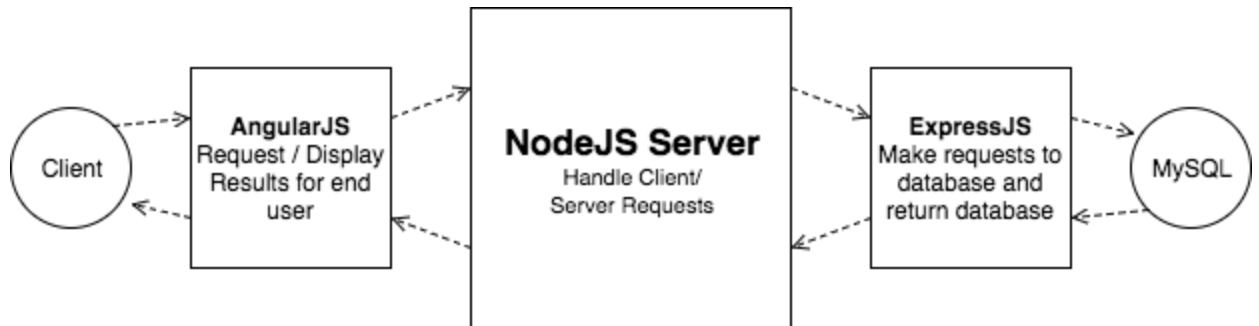 Client
AngularJS
Request / Display
Results for end
user
NodeJS Server
Handle Client/
Server Requests
ExpressJS
Make requests to
database and
return database
MySQL